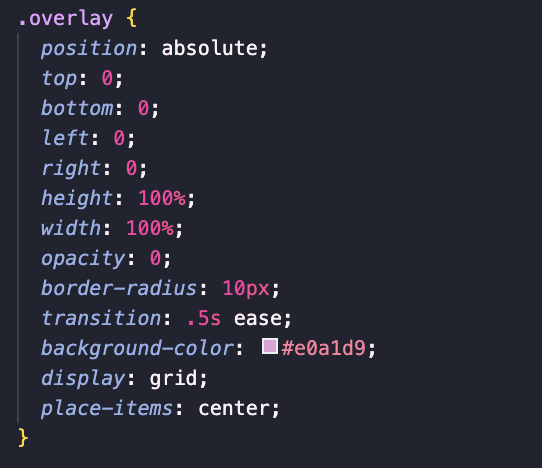 .overlay {
position: absolute;
top: 0;
bottom: 0;
left: 0;
right: 0;
height: 100%;
width: 100%;
opacity: 0;
border-radius: 10px;
transition: .5s ease;
background-color: #e0a1d9;
display: grid;
place-items: center;
}